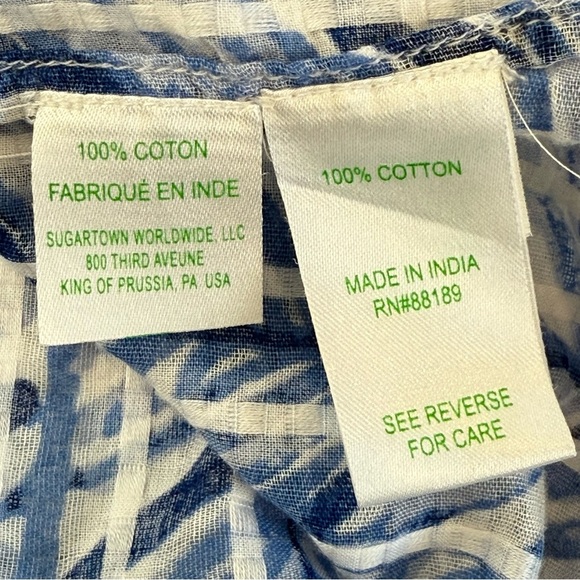 100% COTON
FABRIQUÉ EN INDE
SUGARTOWN WORLDWIDE, LLC
800 THIRD AVEUNE
KING OF PRUSSIA, PA USA
100% COTTON
MADE IN INDIA
RN#88189
SEE REVERSE
FOR CARE